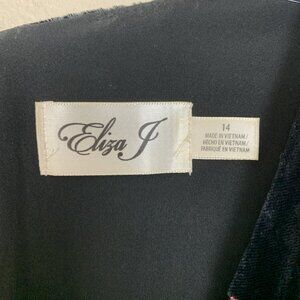 Eliza J
14
MADE IN VIETNAM/
HECHO EN VIETNAM/
FABRIQUÉ EN VIETNAM